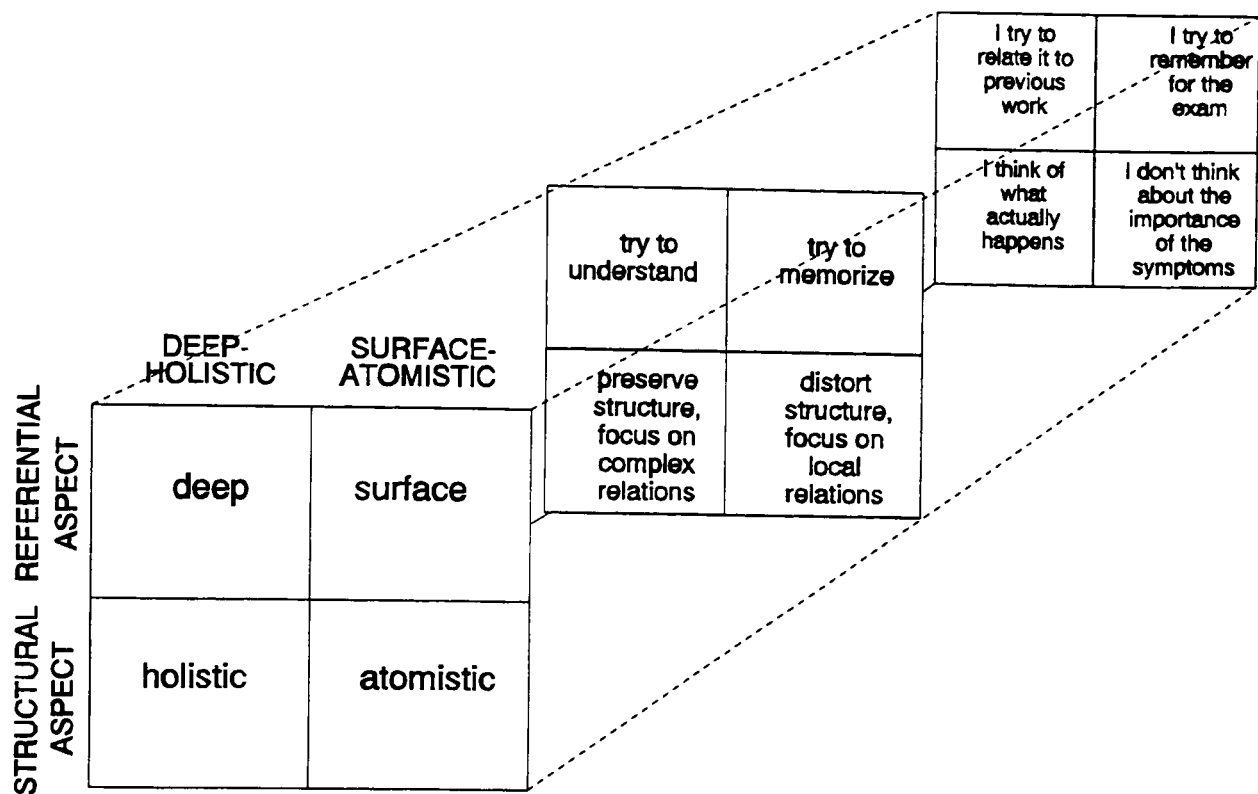 I try to
relate it to
previous
work
I try to
remember
for the
exam
I think of
what
actually
happens
I don't think
about the
importance
of the
symptoms
try to
understand
try to
memorize
preserve
structure,
focus on
complex
relations
distort
structure,
focus on
local
relations
DEEP-
HOLISTIC
SURFACE-
ATOMISTIC
REFERENTIAL
ASPECT
deep
surface
STRUCTURAL
ASPECT
holistic
atomistic